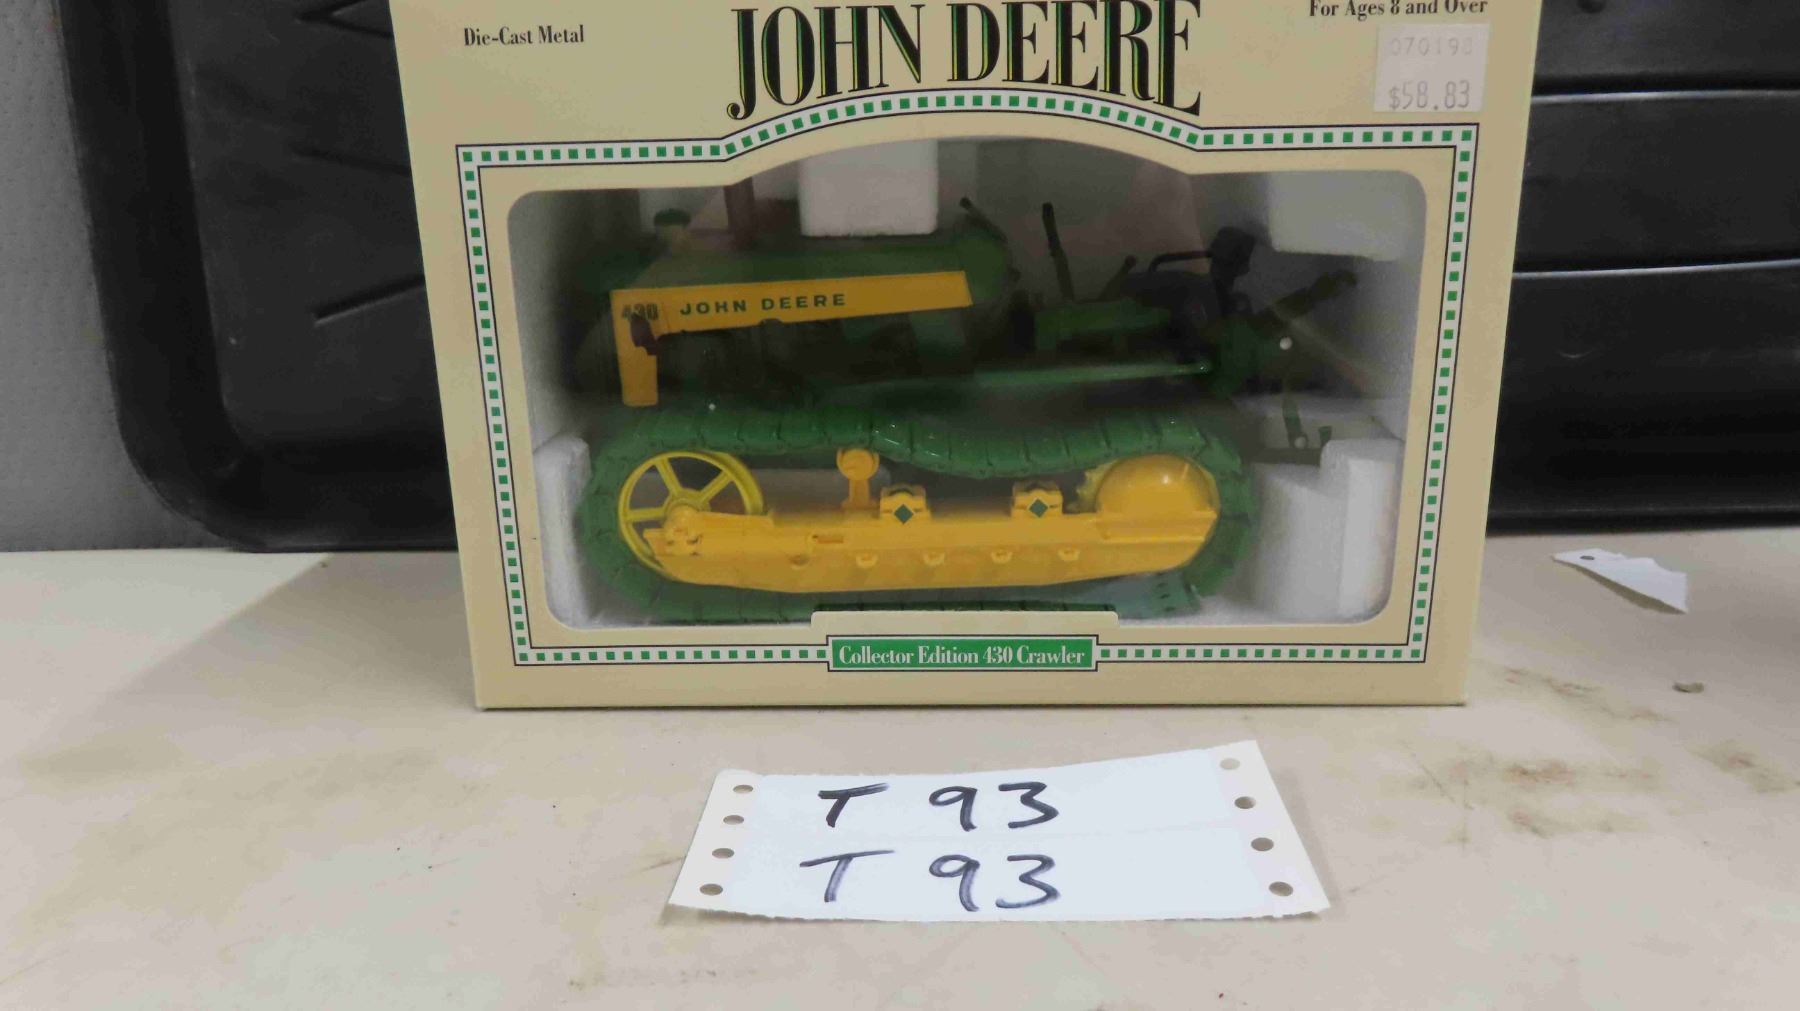 Die-Cast Metal
JOHN DEERE
For Ages 8 and Over
070198
$58.83
430 JOHN DEERE
Collector Edition 430 Crawler
T 93
T 93